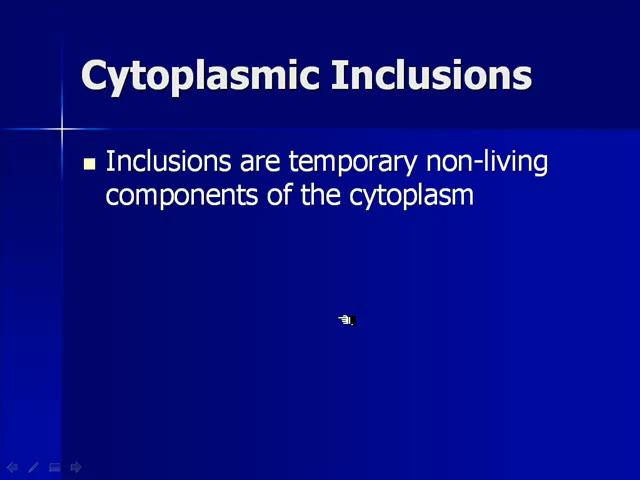 Cytoplasmic Inclusions
Inclusions are temporary non-living
components of the cytoplasm